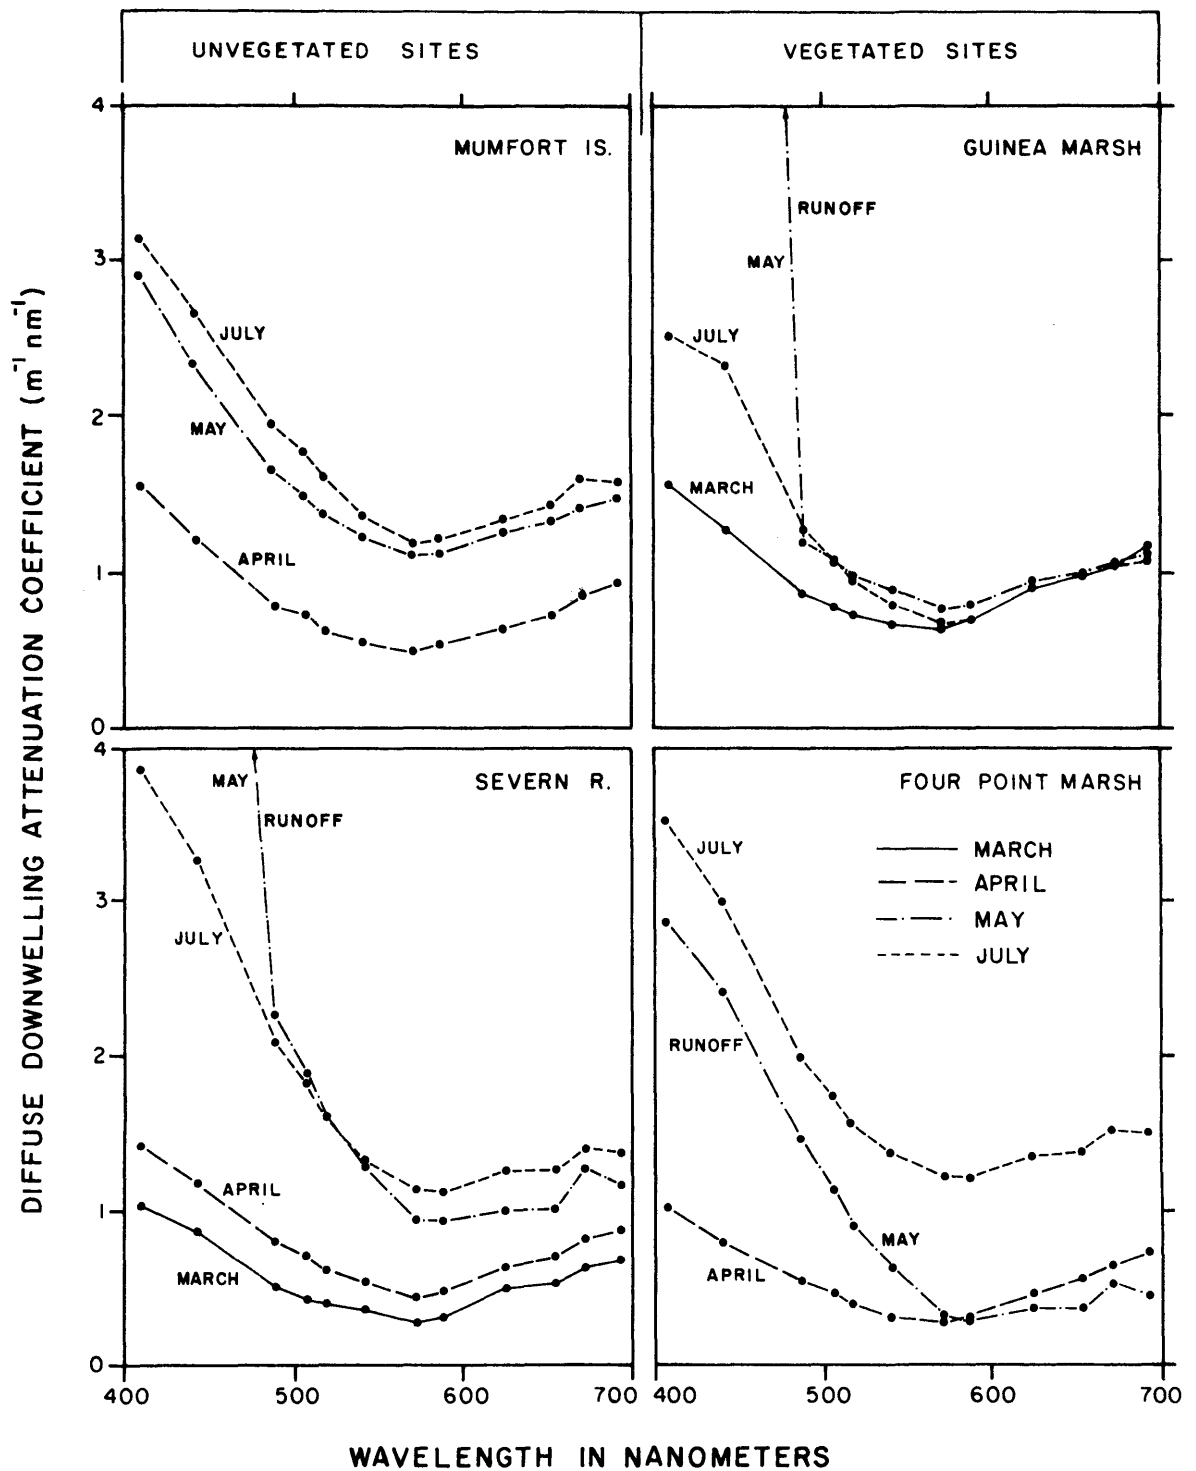 UNVEGETATED SITES
VEGETATED SITES
DIFFUSE DOWNWELLING ATTENUATION COEFFICIENT (m⁻¹ nm⁻¹)
4
3
2
1
0
MUMFORT IS.
JULY
MAY
APRIL
GUINEA MARSH
RUNOFF
MAY
JULY
MARCH
4
3
2
1
0
SEVERN R.
MAY
RUNOFF
JULY
APRIL
MARCH
400 500 600 700
FOUR POINT MARSH
JULY
MARCH
APRIL
MAY
JULY
RUNOFF
MAY
APRIL
400 500 600 700
WAVELENGTH IN NANOMETERS